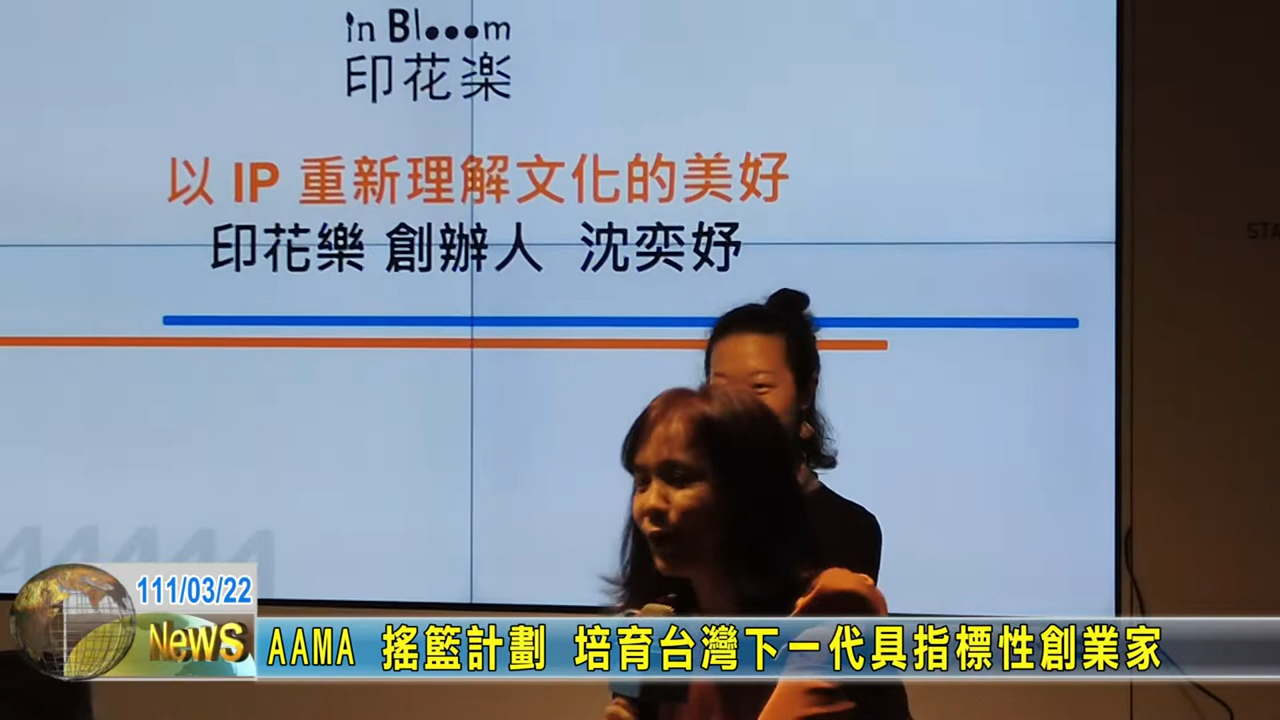 in Blooom
印花楽
以 IP 重新理解文化的美好
印花樂 創辦人 沈奕妤
STA
111/03/22
NewS
AAMA 搖籃計劃 培育台灣下一代具指標性創業家